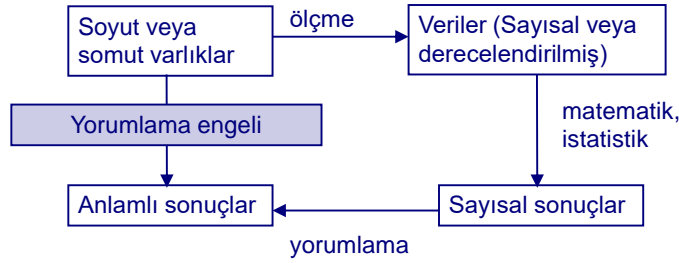 Soyut veya
somut varlıklar
ölçme
Veriler (Sayısal veya
derecelendirilmiş)
Yorumlama engeli
matematik,
istatistik
Anlamlı sonuçlar
Sayısal sonuçlar
yorumlama